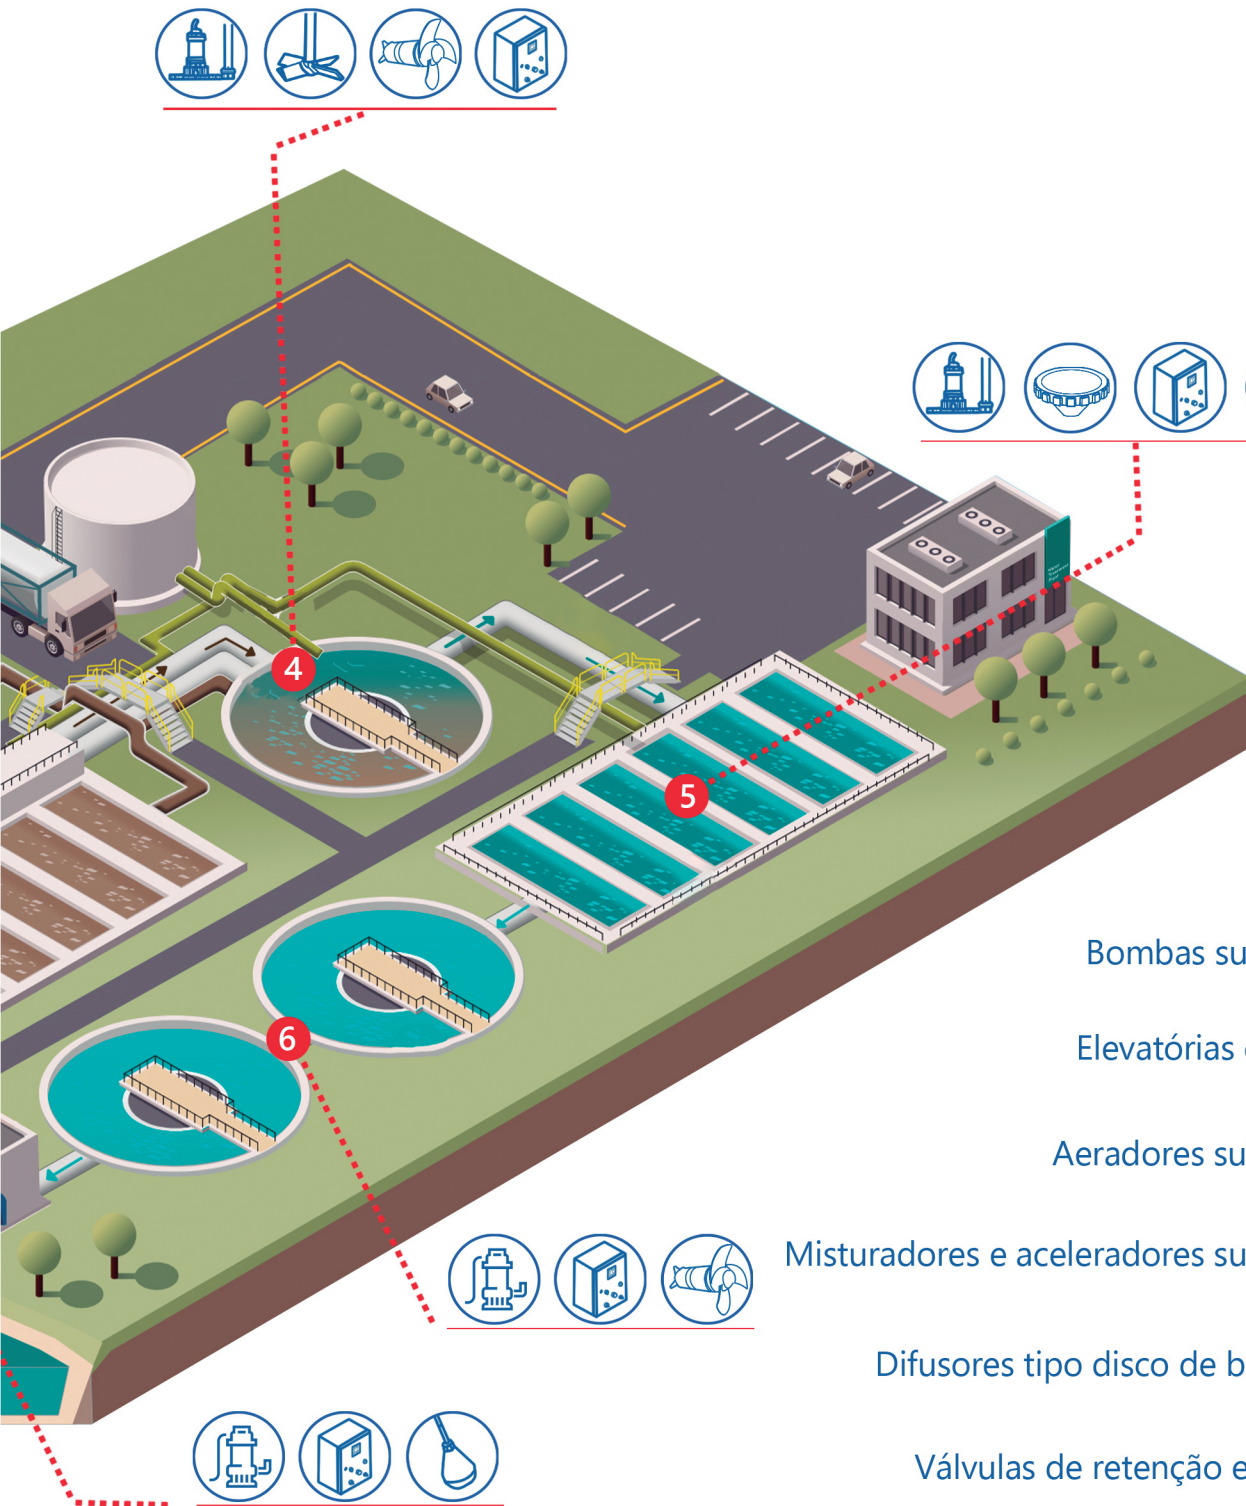 4
5
6
Bombas su
Elevatórias
Aeradores su
Misturadores e aceleradores su
Difusores tipo disco de b
Válvulas de retenção e